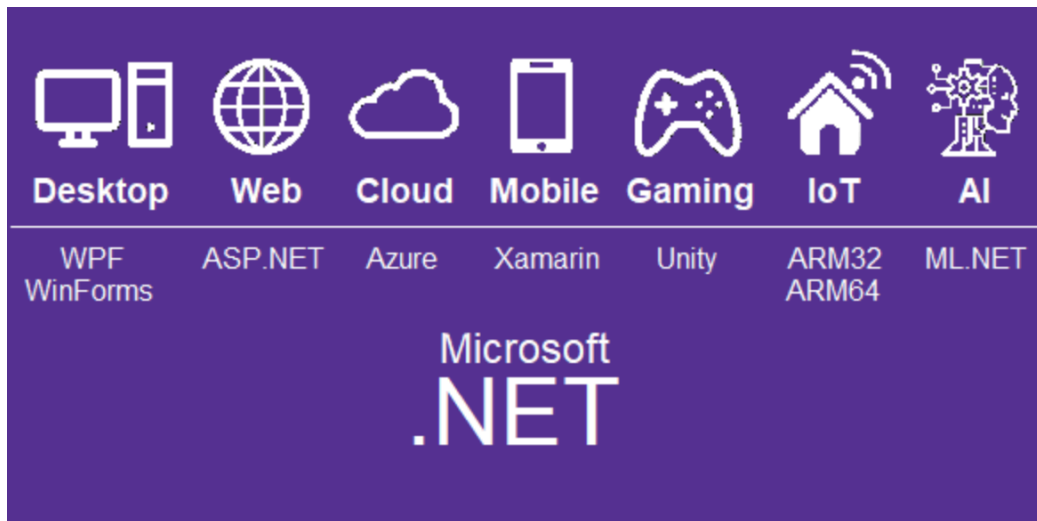 Desktop Web Cloud Mobile Gaming IoT AI
WPF ASP.NET Azure Xamarin Unity ARM32 ML.NET
WinForms ARM64
Microsoft
.NET